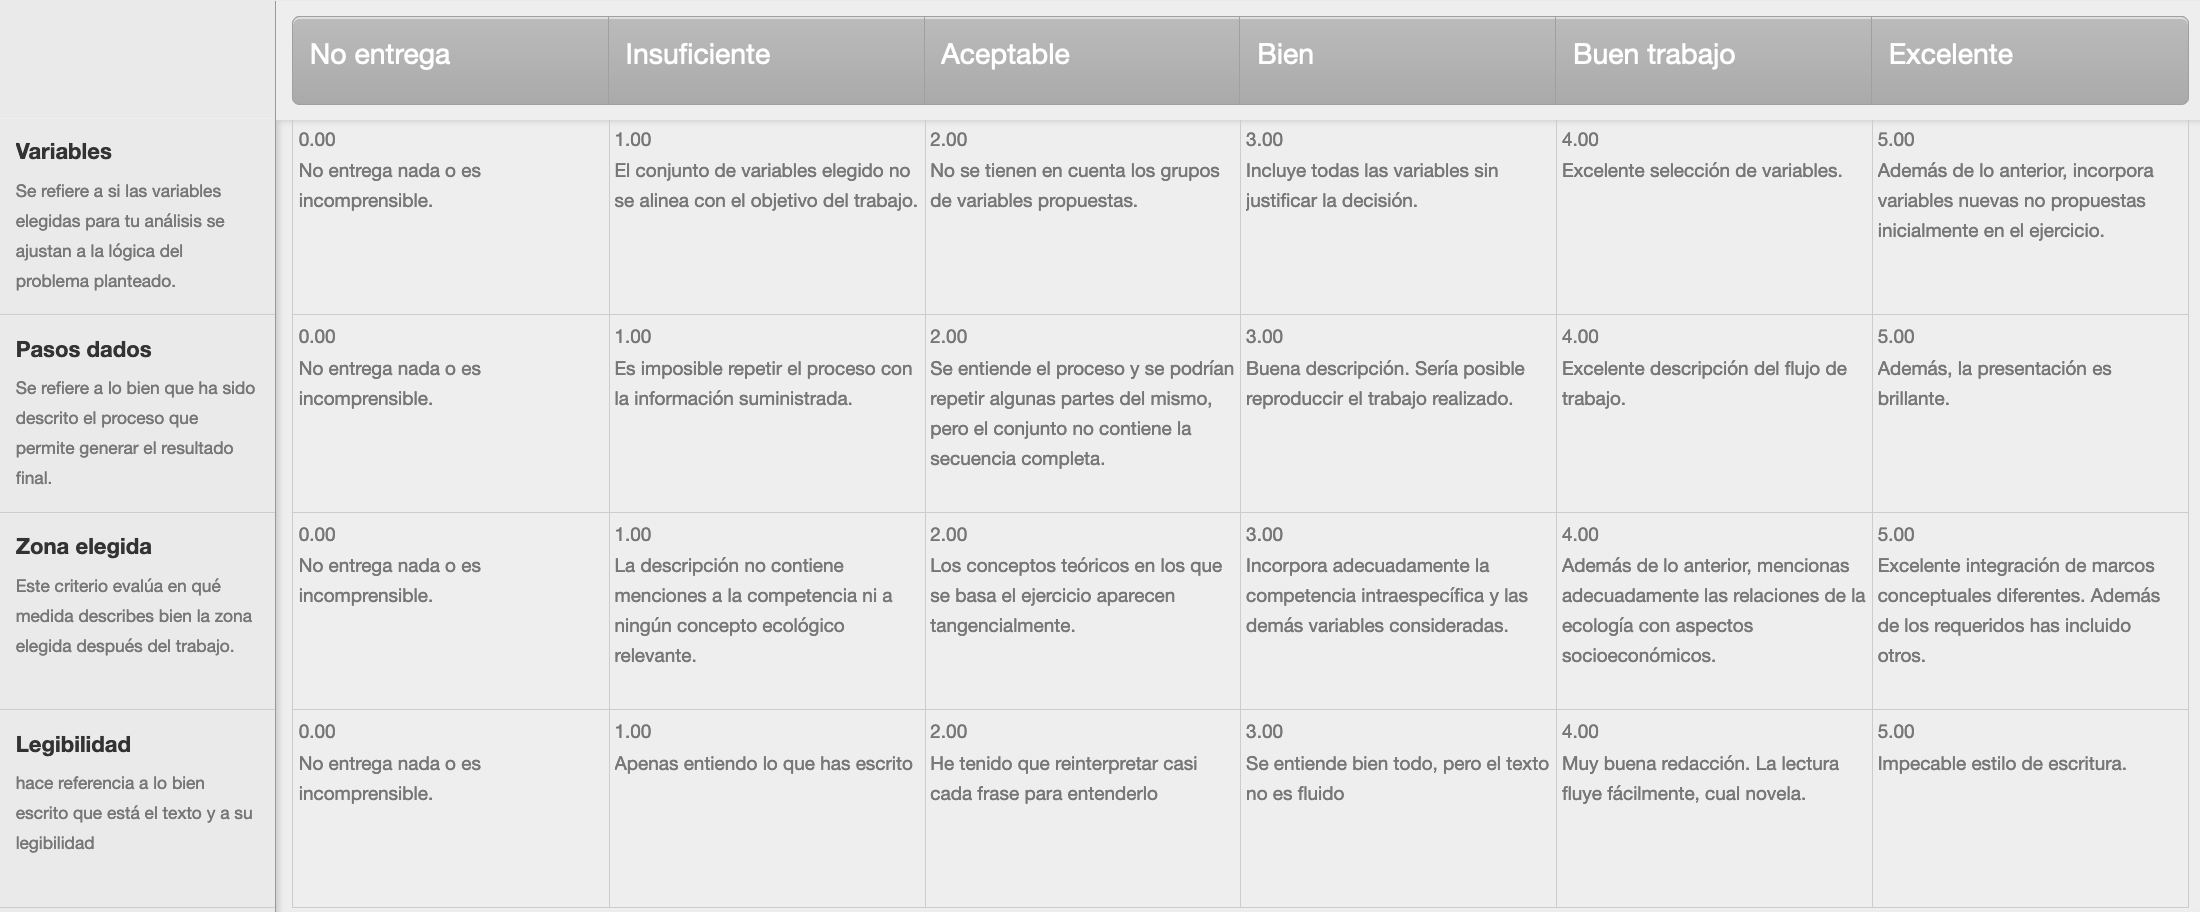 No entrega
Insuficiente
Aceptable
Bien
Buen trabajo
Excelente
Variables
Se refiere a si las variables
elegidas para tu análisis se
ajustan a la lógica del
problema planteado.
0.00
No entrega nada o es
incomprensible.
1.00
El conjunto de variables elegido no
se alinea con el objetivo del trabajo.
2.00
No se tienen en cuenta los grupos
de variables propuestas.
3.00
Incluye todas las variables sin
justificar la decisión.
4.00
Excelente selección de variables.
5.00
Además de lo anterior, incorpora
variables nuevas no propuestas
inicialmente en el ejercicio.
Pasos dados
Se refiere a lo bien que ha sido
descrito el proceso que
permite generar el resultado
final.
0.00
No entrega nada o es
incomprensible.
1.00
Es imposible repetir el proceso con
la información suministrada.
2.00
Se entiende el proceso y se podrían
repetir algunas partes del mismo,
pero el conjunto no contiene la
secuencia completa.
3.00
Buena descripción. Sería posible
reproduccir el trabajo realizado.
4.00
Excelente descripción del flujo de
trabajo.
5.00
Además, la presentación es
brillante.
Zona elegida
Este criterio evalúa en qué
medida describes bien la zona
elegida después del trabajo.
0.00
No entrega nada o es
incomprensible.
1.00
La descripción no contiene
menciones a la competencia ni a
ningún concepto ecológico
relevante.
2.00
Los conceptos teóricos en los que
se basa el ejercicio aparecen
tangencialmente.
3.00
Incorpora adecuadamente la
competencia intraespecífica y las
demás variables consideradas.
4.00
Además de lo anterior, mencionas
adecuadamente las relaciones de la
ecología con aspectos
socioeconómicos.
5.00
Excelente integración de marcos
conceptuales diferentes. Además
de los requeridos has incluido
otros.
Legibilidad
hace referencia a lo bien
escrito que está el texto y a su
legibilidad
0.00
No entrega nada o es
incomprensible.
1.00
Apenas entiendo lo que has escrito
2.00
He tenido que reinterpretar casi
cada frase para entenderlo
3.00
Se entiende bien todo, pero el texto
no es fluido
4.00
Muy buena redacción. La lectura
fluye fácilmente, cual novela.
5.00
Impecable estilo de escritura.